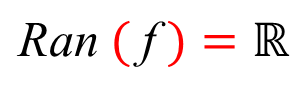 Ran (f) = ℝ